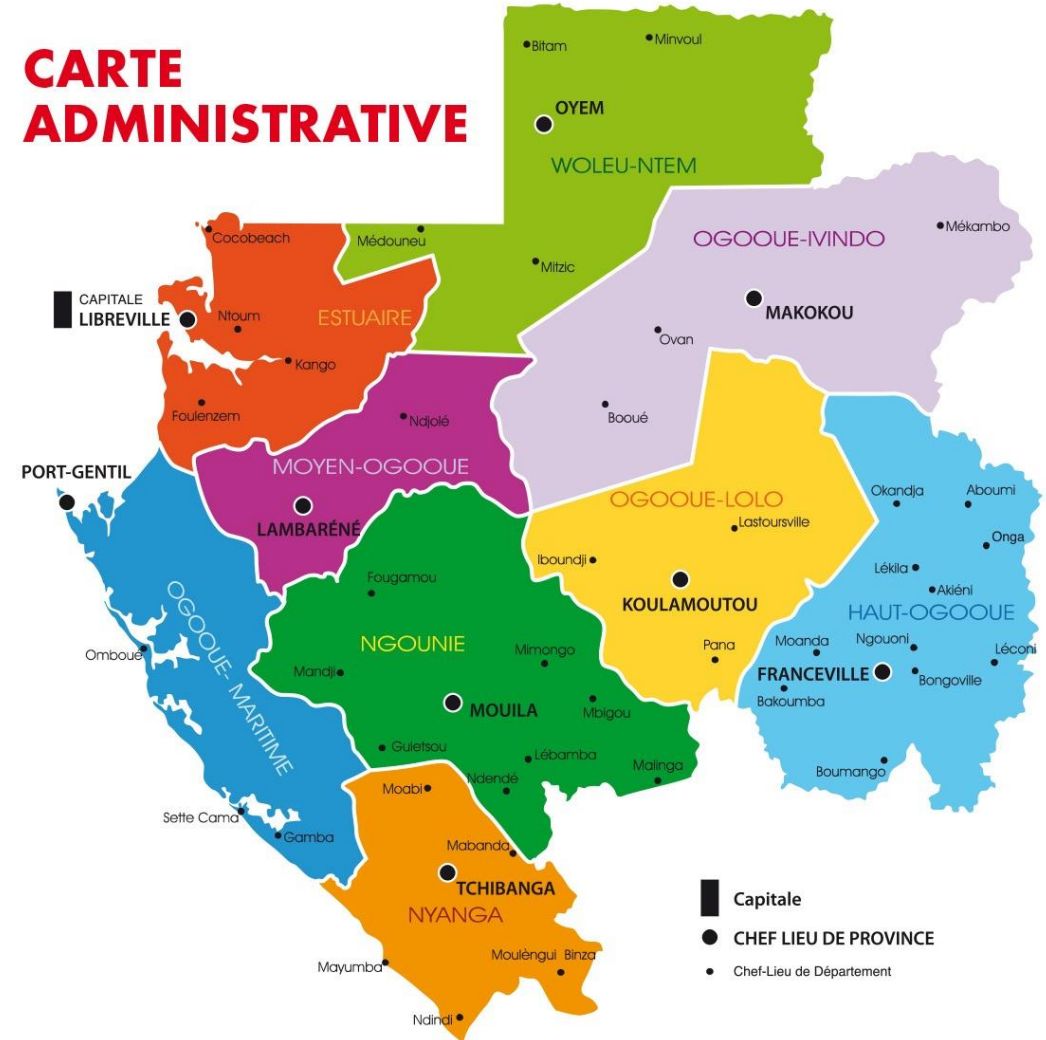 CARTE
ADMINISTRATIVE
Bitam
Minvoul
OYEM
WOLEU-NTEM
Médouneu
Mitzic
Cocobeach
CAPITALE
LIBREVILLE
Ntoum
ESTUAIRE
Kango
Foulenzem
OGOOUE-IVINDO
Mékambo
MAKOKOU
Ovan
Booué
Ndjolé
MOYEN-OGOOUE
LAMBARÉNÉ
PORT-GENTIL
OGOOUE- MARITIME
Omboué
Sette Cama
Gamba
OGOOUE-LOLO
Lastoursville
Iboundji
KOULAMOUTOU
Pana
Okandja
Aboumi
Onga
Lékila
Akiéni
HAUT-OGOOUE
Moanda
Ngouoni
Léconi
FRANCEVILLE
Bongoville
Bakoumba
Boumango
Fougamou
NGOUNIE
Mimongo
Mandji
MOUILA
Mbigou
Guietsou
Lébamba
Ndendé
Malinga
Moabi
Mabanda
TCHIBANGA
NYANGA
Mayumba
Moulèngui Binza
Ndindi
Capitale
CHEF LIEU DE PROVINCE
Chef-Lieu de Département